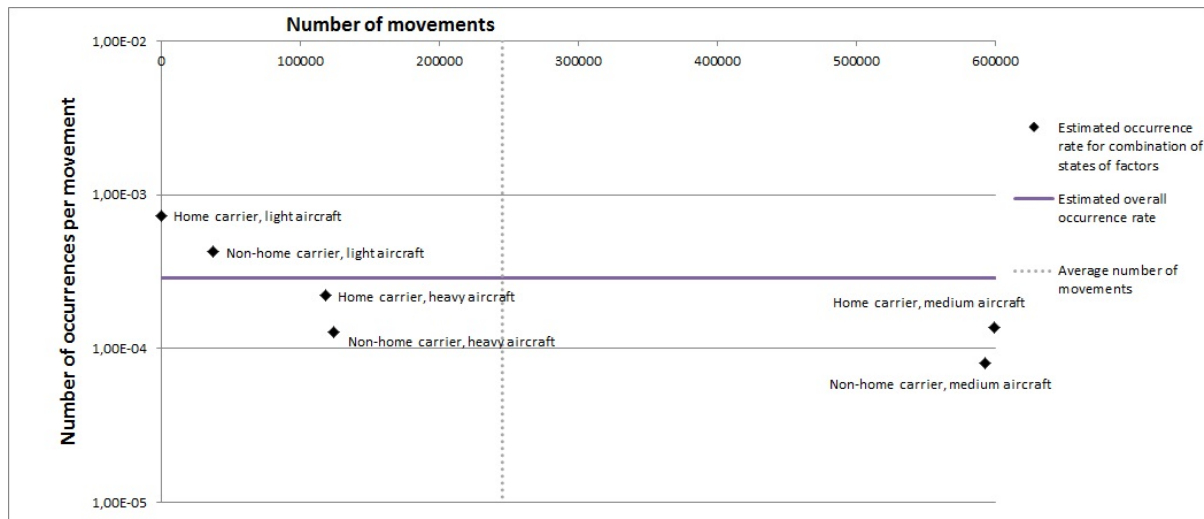 Number of movements
1,00E-02
0 100000 200000 300000 400000 500000 600000
Number of occurrences per movement
Estimated occurrence
rate for combination of
states of factors
1,00E-03
Estimated overall
occurrence rate
Home carrier, light aircraft
Non-home carrier, light aircraft
Average number of
movements
Home carrier, heavy aircraft
Home carrier, medium aircraft
Non-home carrier, heavy aircraft
1,00E-04
Non-home carrier, medium aircraft
1,00E-05